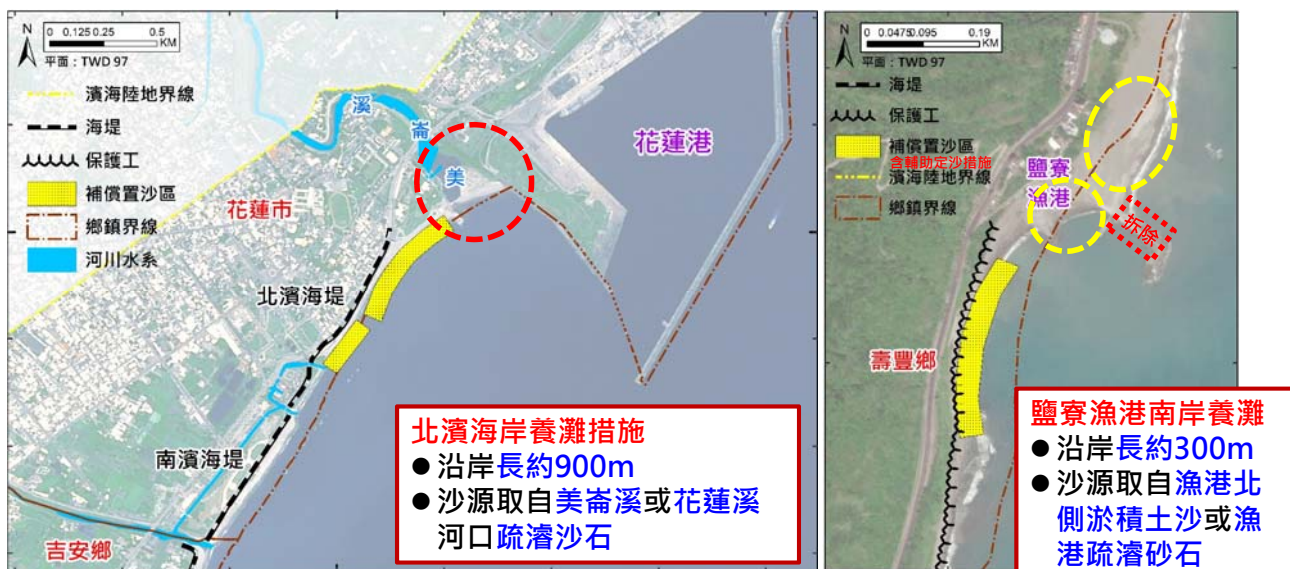 N
0 0.125 0.25 0.5
KM
平面：TWD 97
濱海陸地界線
海堤
保護工
補償置沙區
鄉鎮界線
河川水系
溪
崙
美
花蓮港
花蓮市
北濱海堤
南濱海堤
吉安鄉
北濱海岸養灘措施
●沿岸長約900m
●沙源取自美崙溪或花蓮溪
河口疏濬沙石
N
0 0.0475 0.095 0.19
KM
平面：TWD 97
海堤
保護工
補償置沙區
含輔助定沙措施
濱海陸地界線
鄉鎮界線
鹽寮
漁港
拆除
壽豐鄉
鹽寮漁港南岸養灘
●沿岸長約300m
●沙源取自漁港北
側淤積土沙或漁
港疏濬砂石